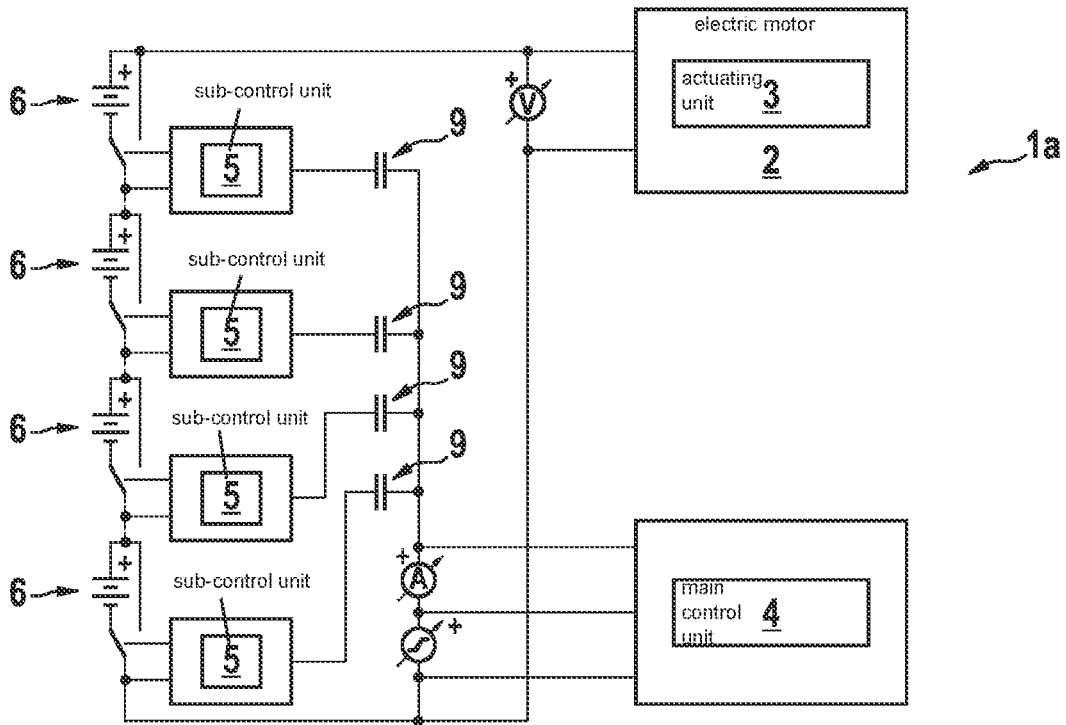 electric motor
actuating
unit
3
2
1a
+
V
+
6
sub-control unit
5
9
+
6
sub-control unit
5
9
+
6
sub-control unit
5
9
9
+
6
sub-control unit
5
+
A
+
main
control
unit
4